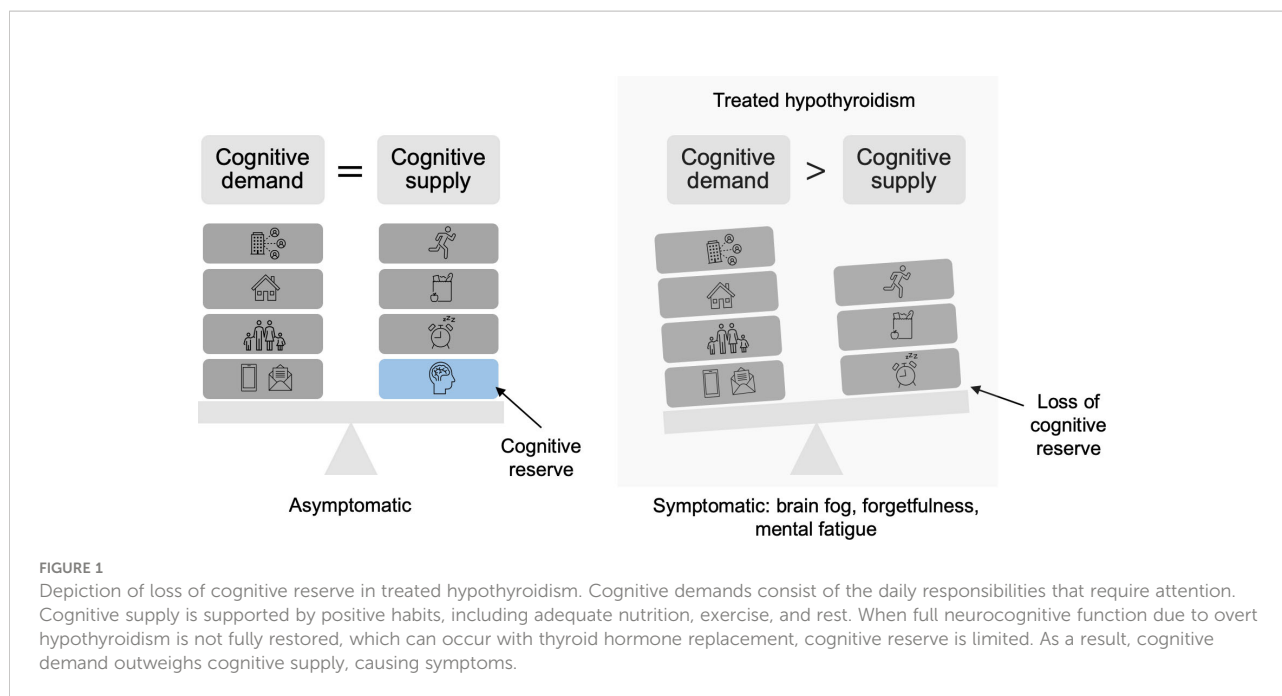 Treated hypothyroidism
Cognitive
demand
=
Cognitive
supply
Cognitive
demand
>
Cognitive
supply
zzZ
zzZ
Cognitive
reserve
Loss of
cognitive
reserve
Asymptomatic
Symptomatic: brain fog, forgetfulness,
mental fatigue
FIGURE 1
Depiction of loss of cognitive reserve in treated hypothyroidism. Cognitive demands consist of the daily responsibilities that require attention.
Cognitive supply is supported by positive habits, including adequate nutrition, exercise, and rest. When full neurocognitive function due to overt
hypothyroidism is not fully restored, which can occur with thyroid hormone replacement, cognitive reserve is limited. As a result, cognitive
demand outweighs cognitive supply, causing symptoms.